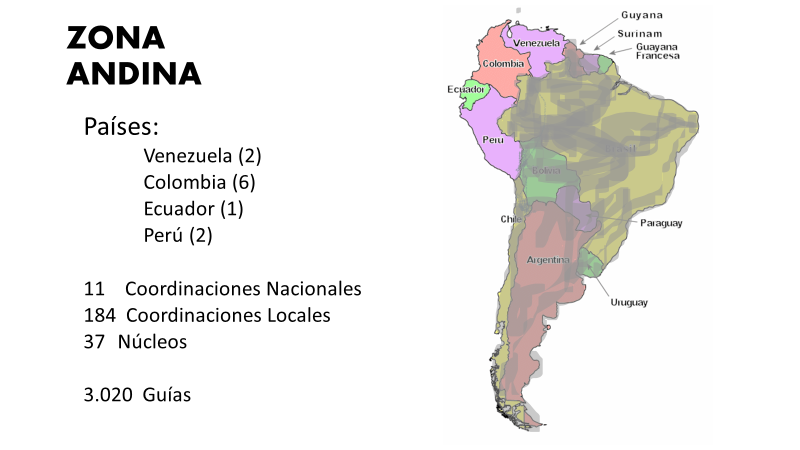 ZONA
ANDINA
Países:
Venezuela (2)
Colombia (6)
Ecuador (1)
Perú (2)
11 Coordinaciones Nacionales
184 Coordinaciones Locales
37 Núcleos
3.020 Guías
Guyana
Surinam
Guayana
Francesa
Venezuela
Colombia
Ecuador
Peru
Bolivia
Chile
Paraguay
Argentina
Uruguay